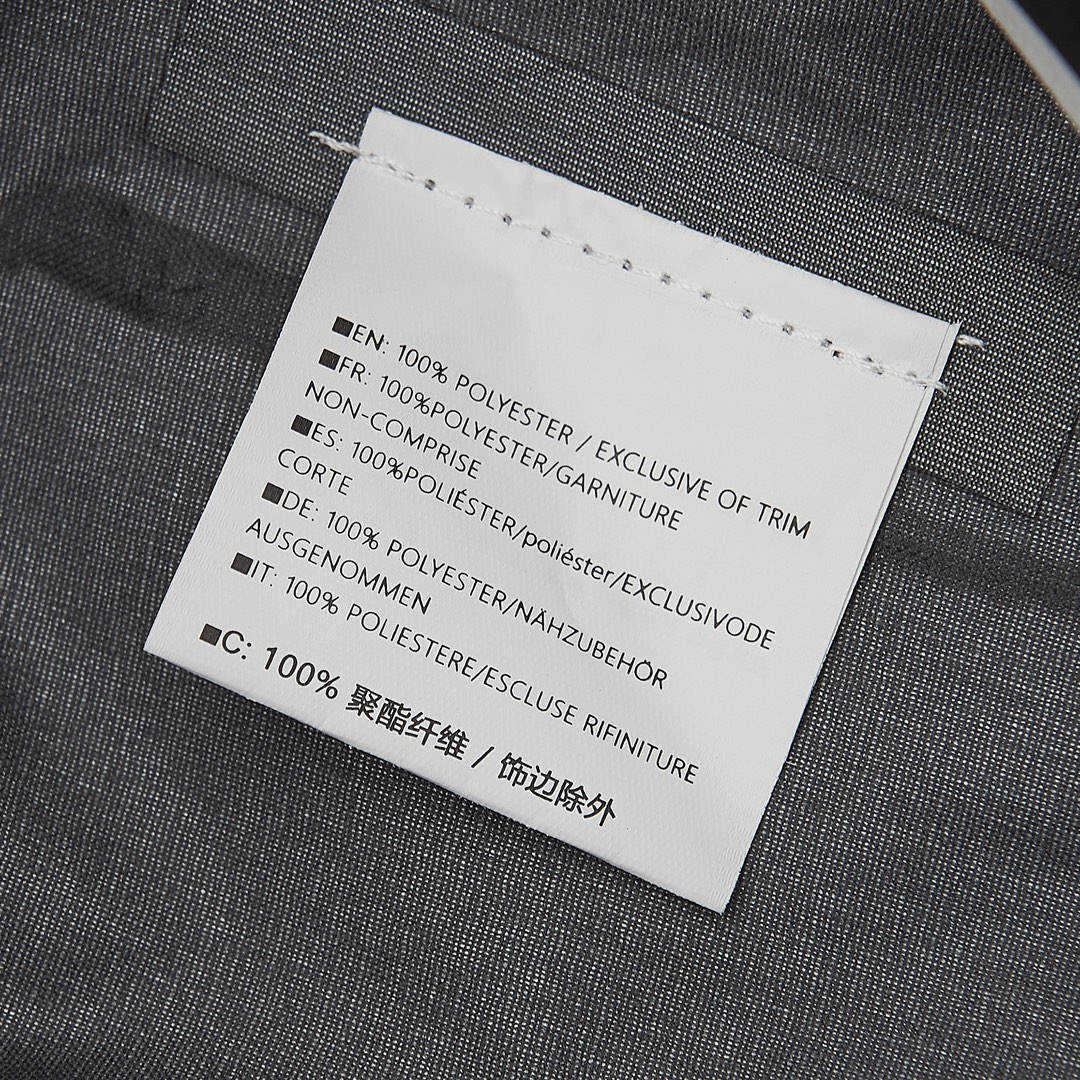 ■EN: 100% POLYESTER / EXCLUSIVE OF TRIM
■FR: 100%POLYESTER/GARNITURE
NON-COMPRISE
■ES: 100%POLIÉSTER/poliéster/EXCLUSIVODE
CORTE
■DE: 100% POLYESTER/NÄHZUBEHÖR
AUSGENOMMEN
■IT: 100% POLIESTERE/ESCLUSE RIFINITURE
■C: 100% 聚酯纤维 / 饰边除外